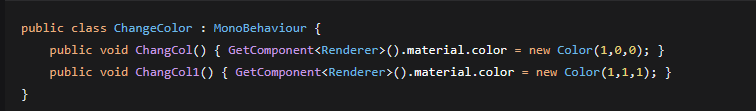 public class ChangeColor : MonoBehaviour {
    public void ChangCol() { GetComponent<Renderer>().material.color = new Color(1,0,0); }
    public void ChangCol1() { GetComponent<Renderer>().material.color = new Color(1,1,1); }
}